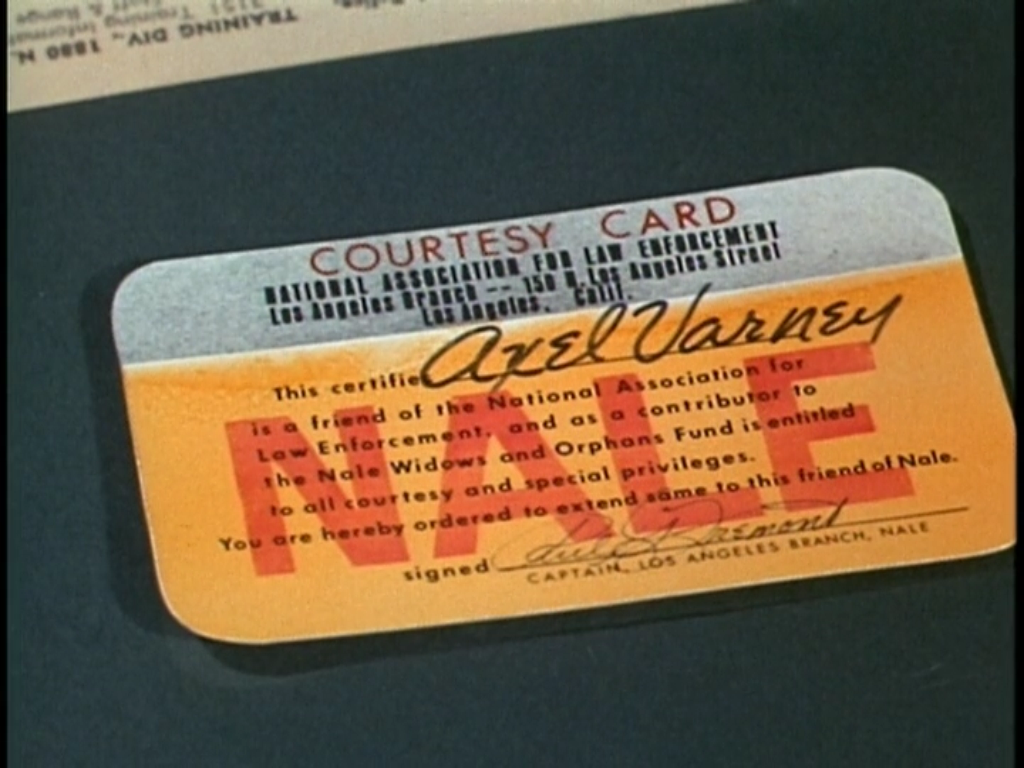 TRAINING DIV., 1880 N.
COURTESY CARD
NATIONAL ASSOCIATION FOR LAW ENFORCEMENT
Los Angeles Branch -- 150 N. Los Angeles Street
Los Angeles, Calif.
Axel Varney
This certifies
is a friend of the National Association for
Law Enforcement, and as a contributor to
the Nale Widows and Orphans Fund is entitled
to all courtesy and special privileges.
You are hereby ordered to extend same to this friend of Nale.
NALE
signed
CAPTAIN, LOS ANGELES BRANCH, NALE